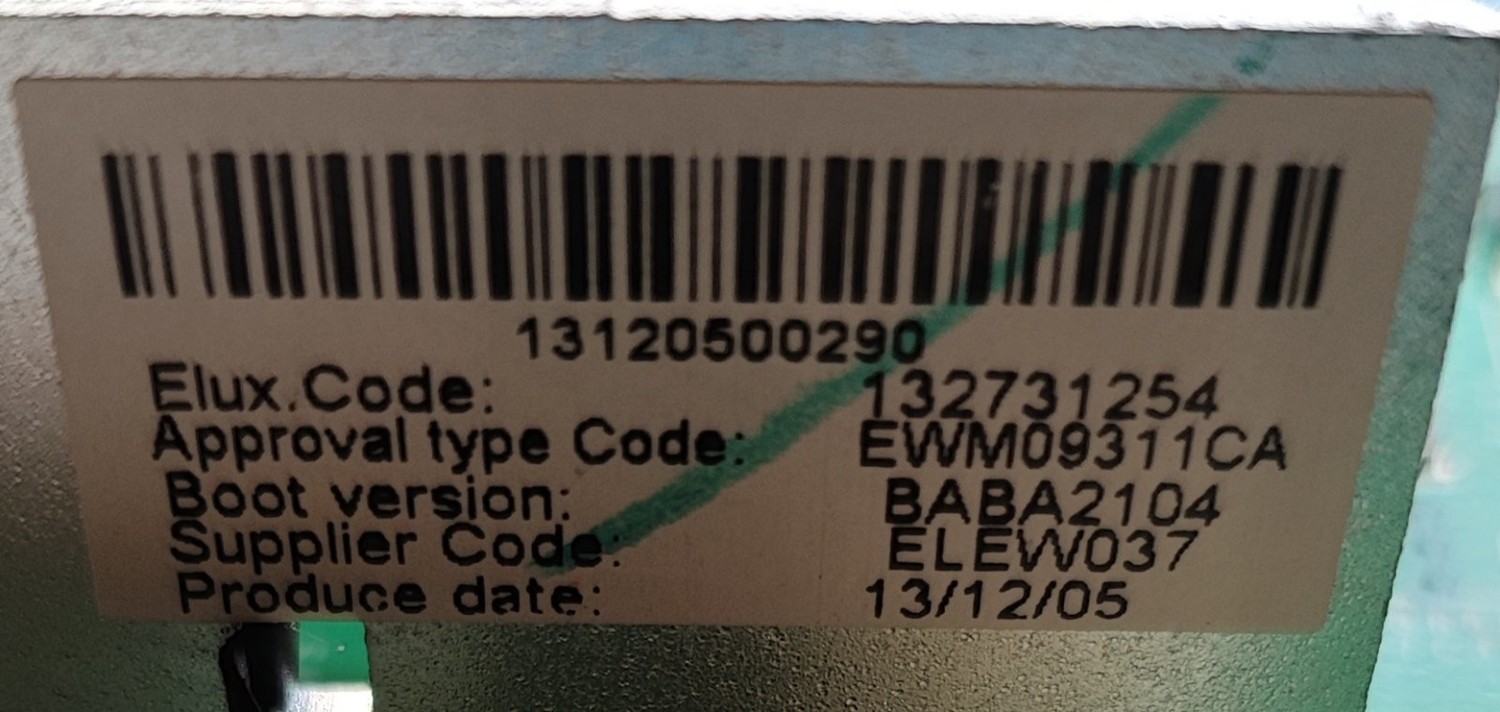 13120500290
Elux.Code: 132731254
Approval type Code: EWM09311CA
Boot version: BABA2104
Supplier Code: ELEW037
Produce date: 13/12/05